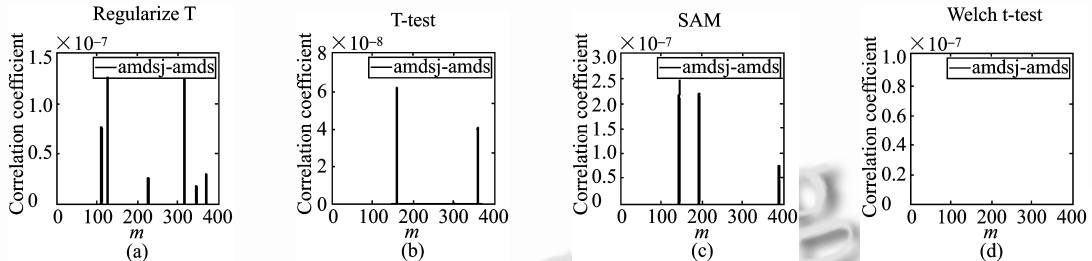 Regularize T
×10−7
1.5
1.0
0.5
0
Correlation coefficient
amdsj-amds
0 100 200 300 400
m
(a)
T-test
×10−8
8
6
4
2
0
Correlation coefficient
amdsj-amds
0 100 200 300 400
m
(b)
SAM
×10−7
3.0
2.5
2.0
1.5
1.0
0.5
0
Correlation coefficient
amdsj-amds
0 100 200 300 400
m
(c)
Welch t-test
×10−7
1.0
0.8
0.6
0.4
0.2
0
Correlation coefficient
amdsj-amds
0 100 200 300 400
m
(d)